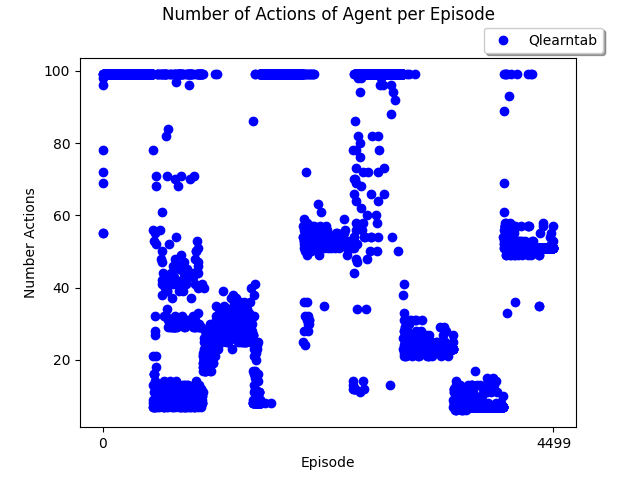 Number of Actions of Agent per Episode
Qlearntab
100
80
60
40
20
Number Actions
0
4499
Episode